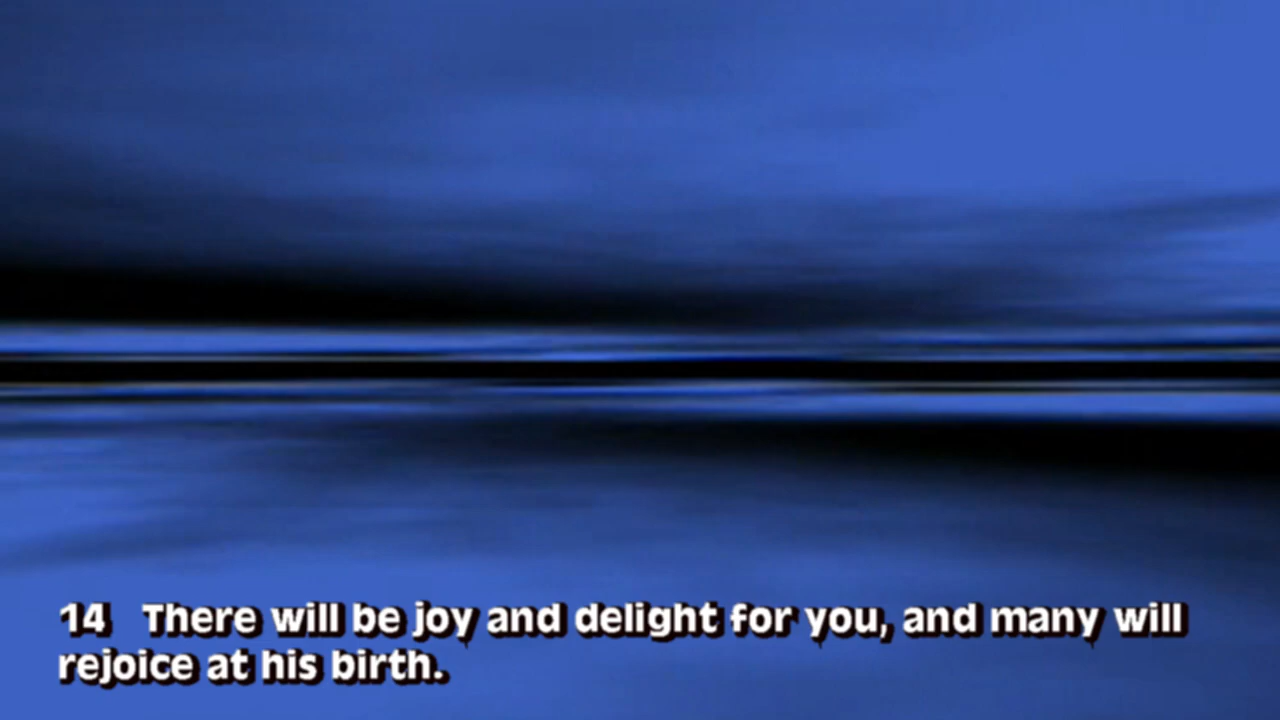 14 There will be joy and delight for you, and many will
rejoice at his birth.